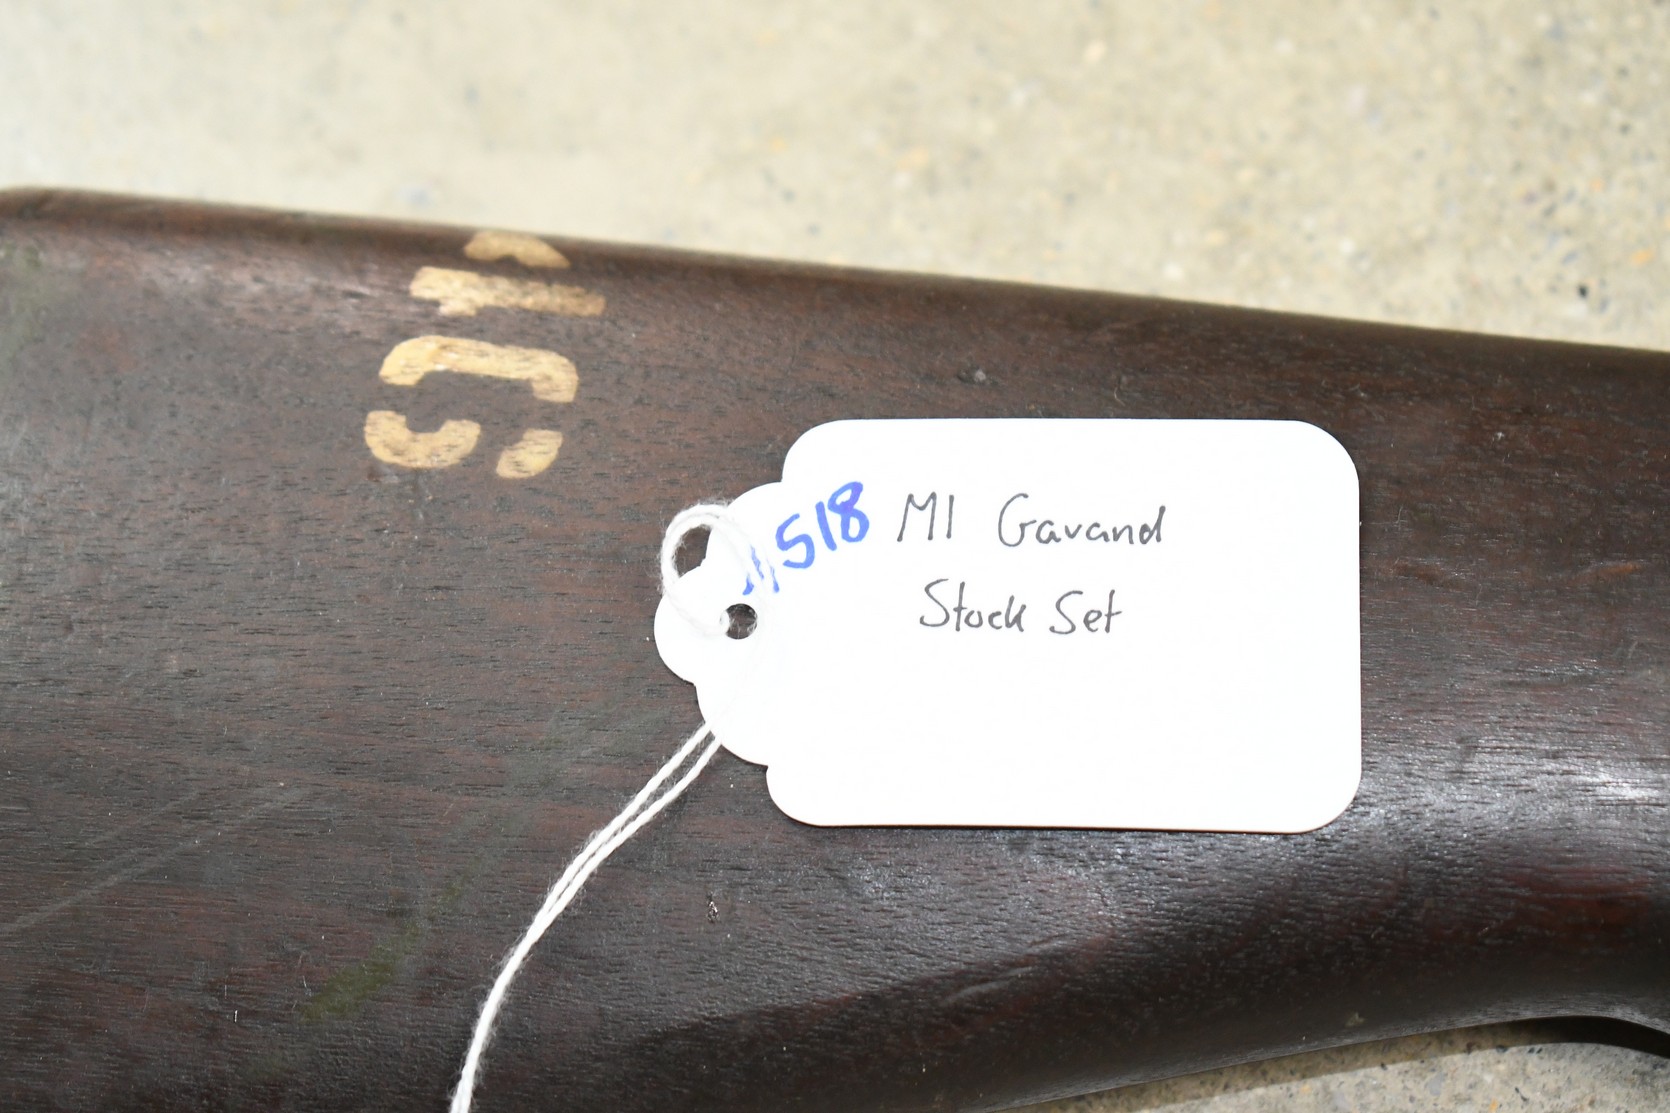 518 M1 Garand
Stock Set